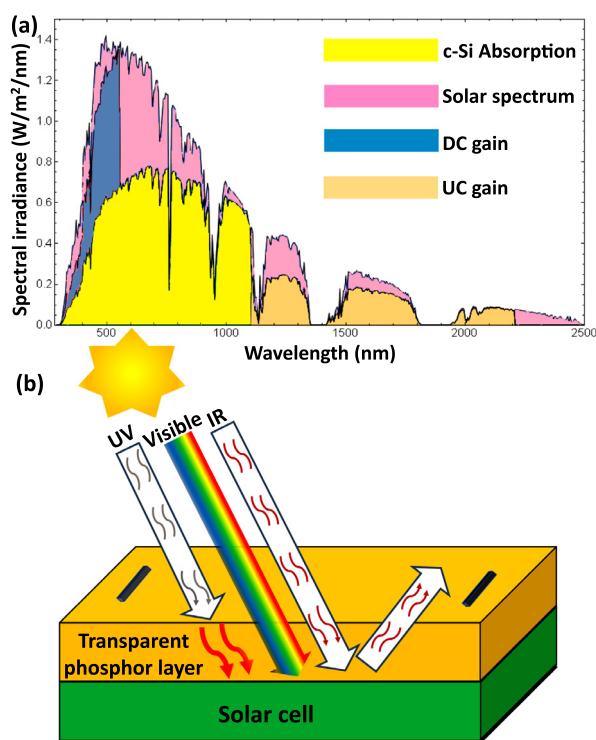 (a)
Spectral irradiance (W/m²/nm)
1.4
1.2
1.0
0.8
0.6
0.4
0.2
0.0
c-Si Absorption
Solar spectrum
DC gain
UC gain
500
1000
1500
2000
2500
Wavelength (nm)
(b)
UV
Visible
IR
Transparent
phosphor layer
Solar cell